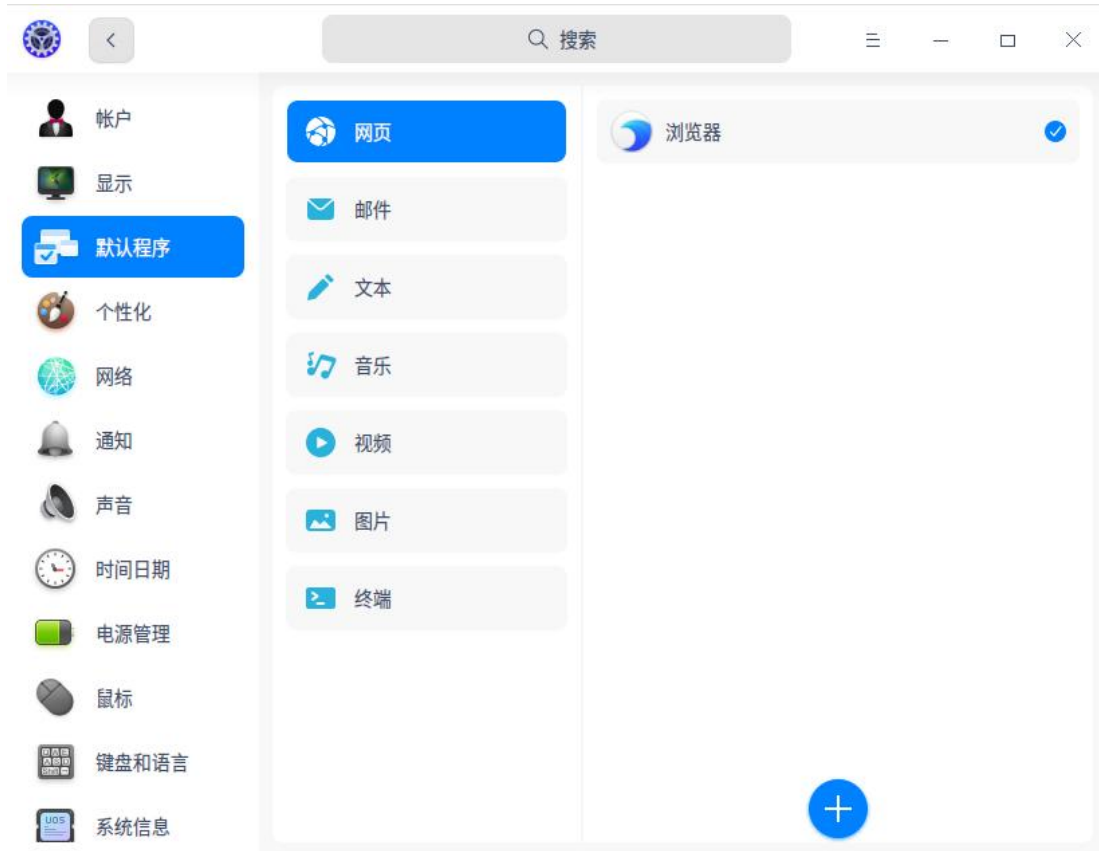 搜索
帐户
显示
默认程序
个性化
网络
通知
声音
时间日期
电源管理
鼠标
键盘和语言
UOS
系统信息
网页
邮件
文本
音乐
视频
图片
终端
浏览器